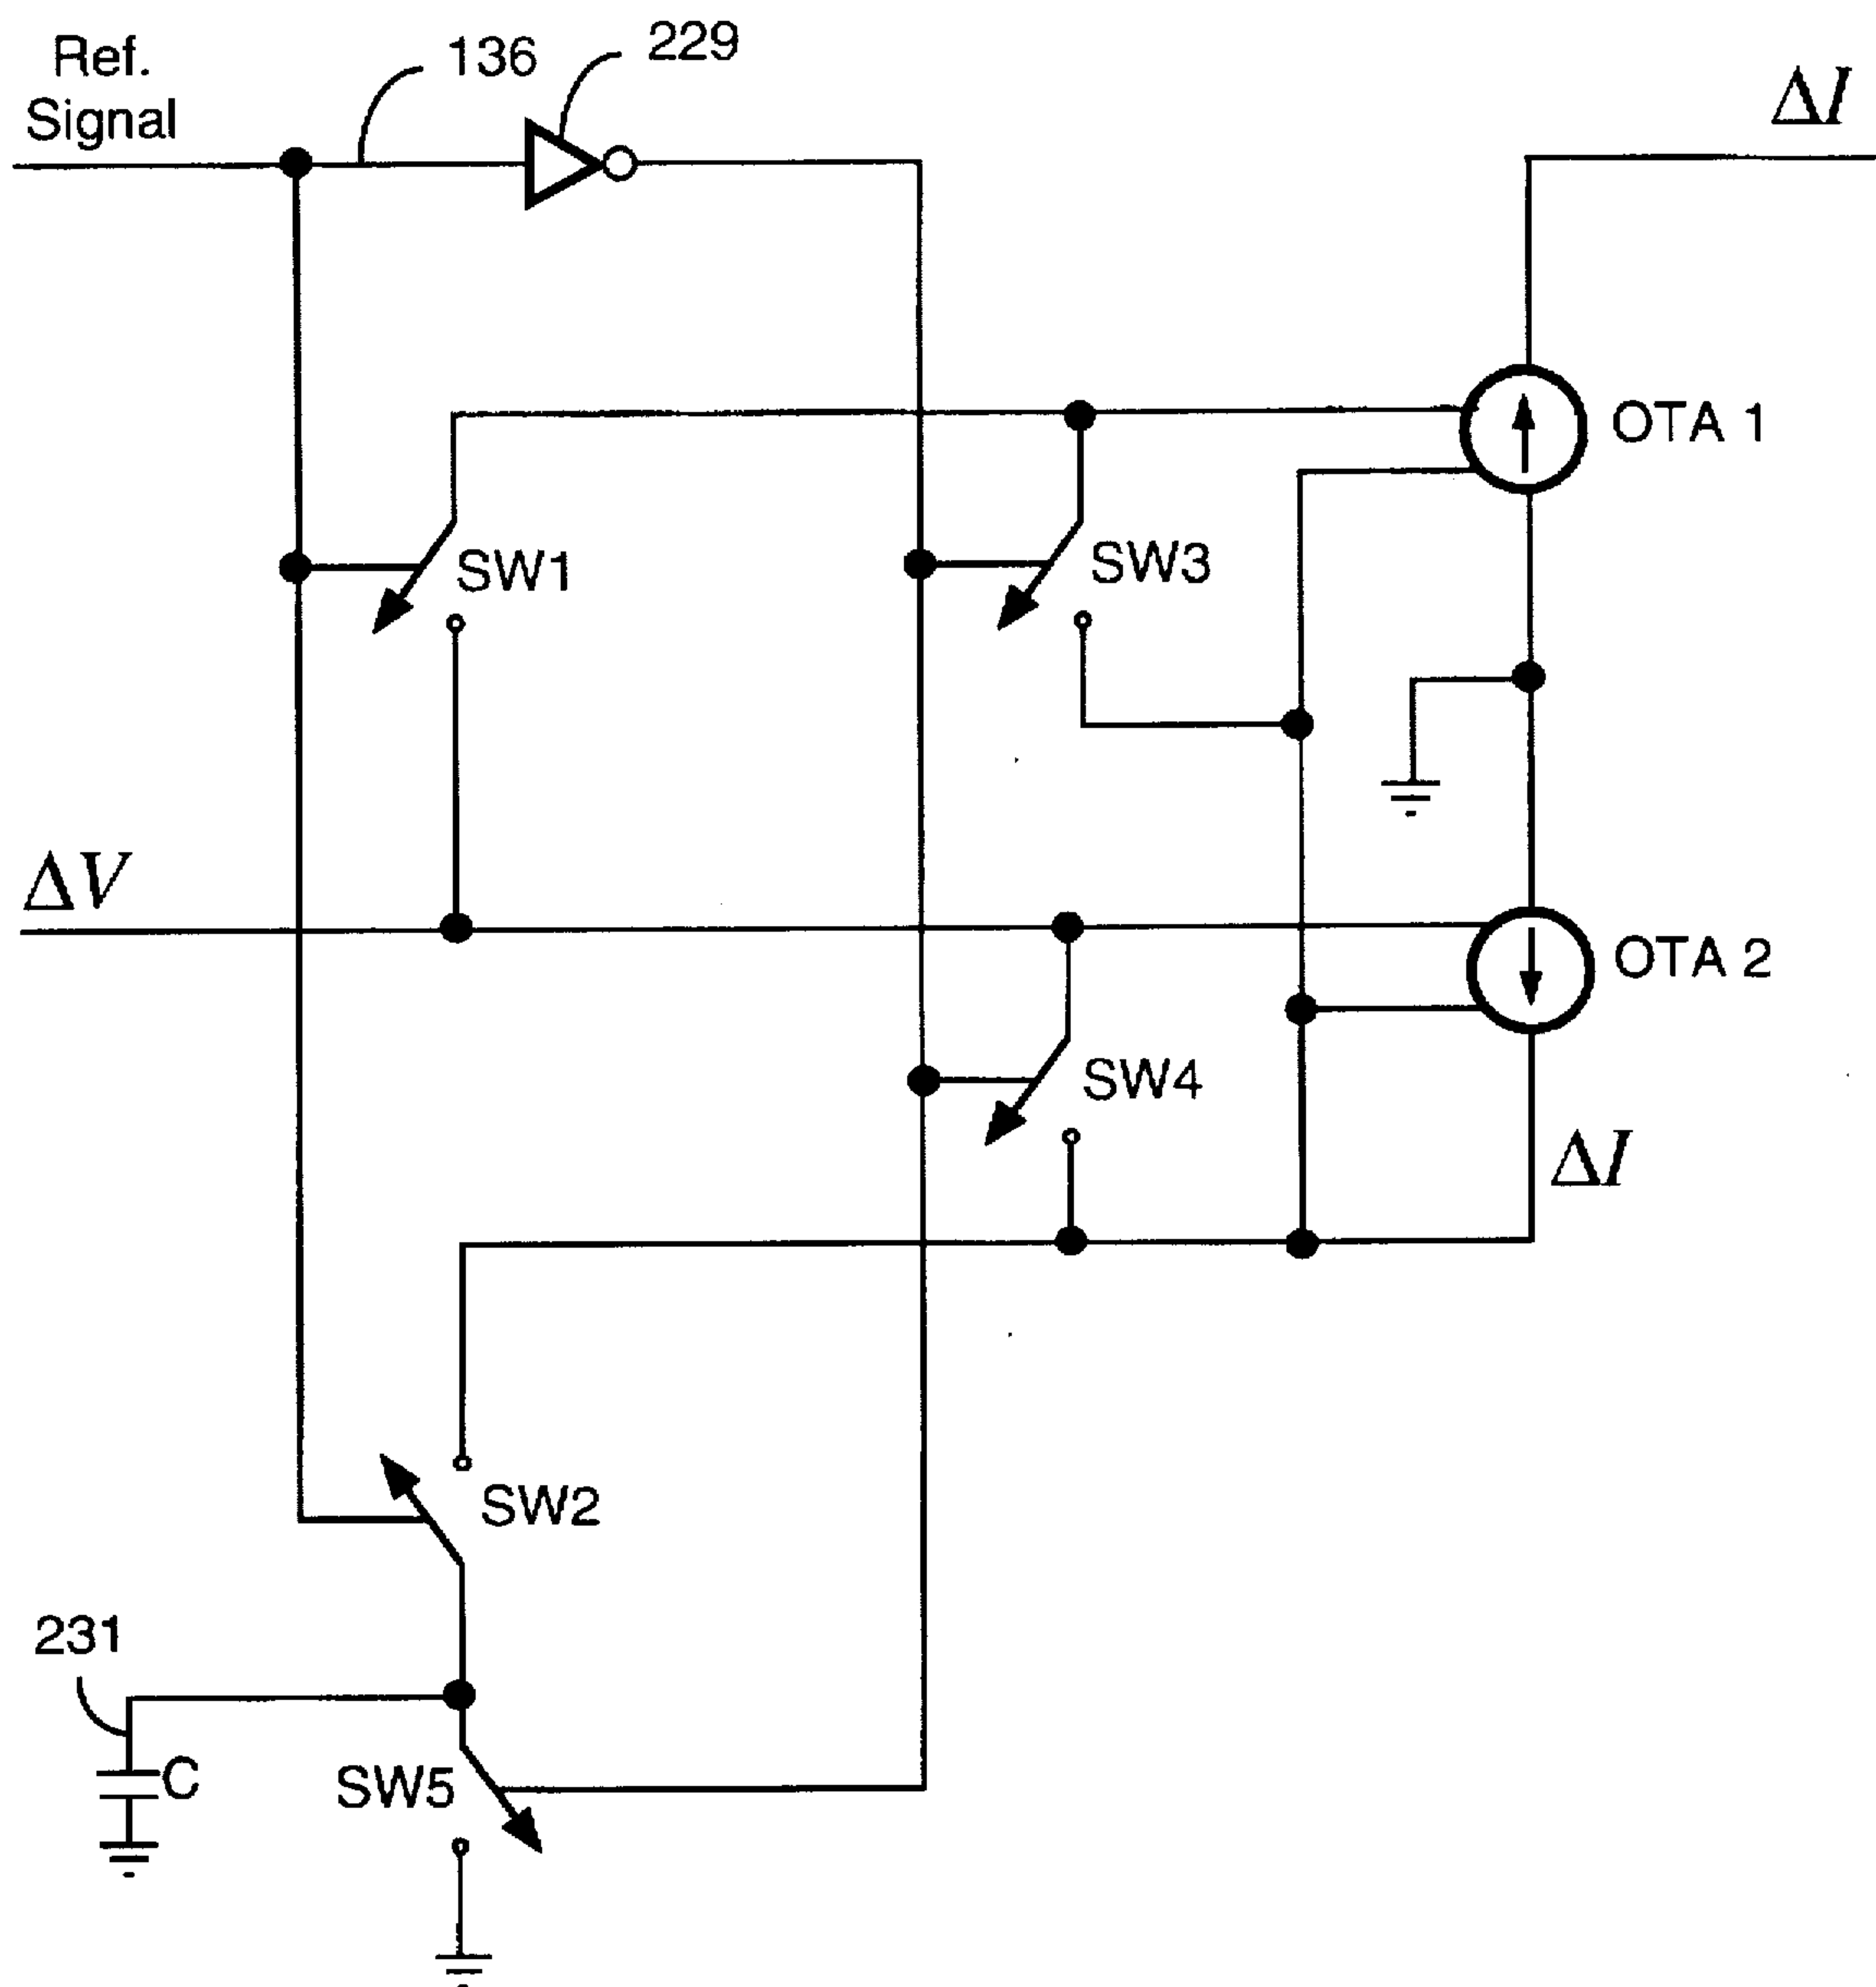 Ref.
Signal
136
229
ΔI
OTA 1
SW1
SW3
ΔV
OTA 2
SW4
ΔI
SW2
231
C
SW5